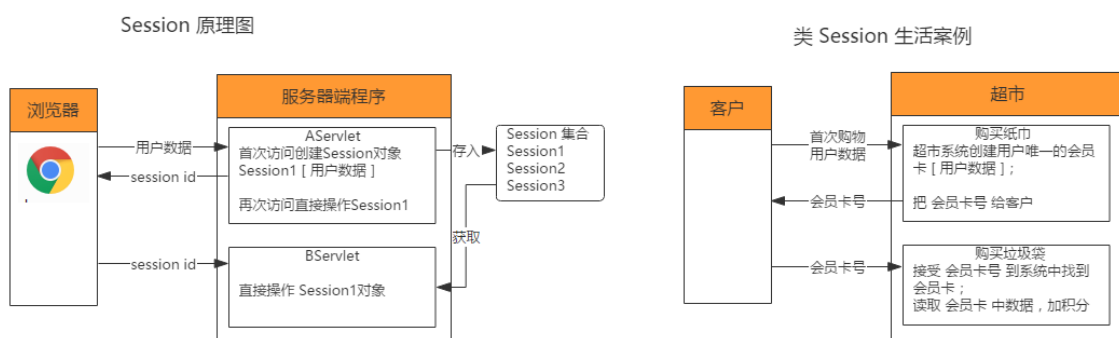 Session 原理图
浏览器
服务器端程序
用户数据
session id
AServlet
首次访问创建Session对象
Session1 [ 用户数据 ]
再次访问直接操作Session1
存入
Session 集合
Session1
Session2
Session3
获取
session id
BServlet
直接操作 Session1对象
类 Session 生活案例
客户
超市
首次购物
用户数据
会员卡号
购买纸巾
超市系统创建用户唯一的会员
卡 [ 用户数据 ]；
把 会员卡号 给客户
会员卡号
购买垃圾袋
接受 会员卡号 到系统中找到
会员卡；
读取 会员卡 中数据，加积分